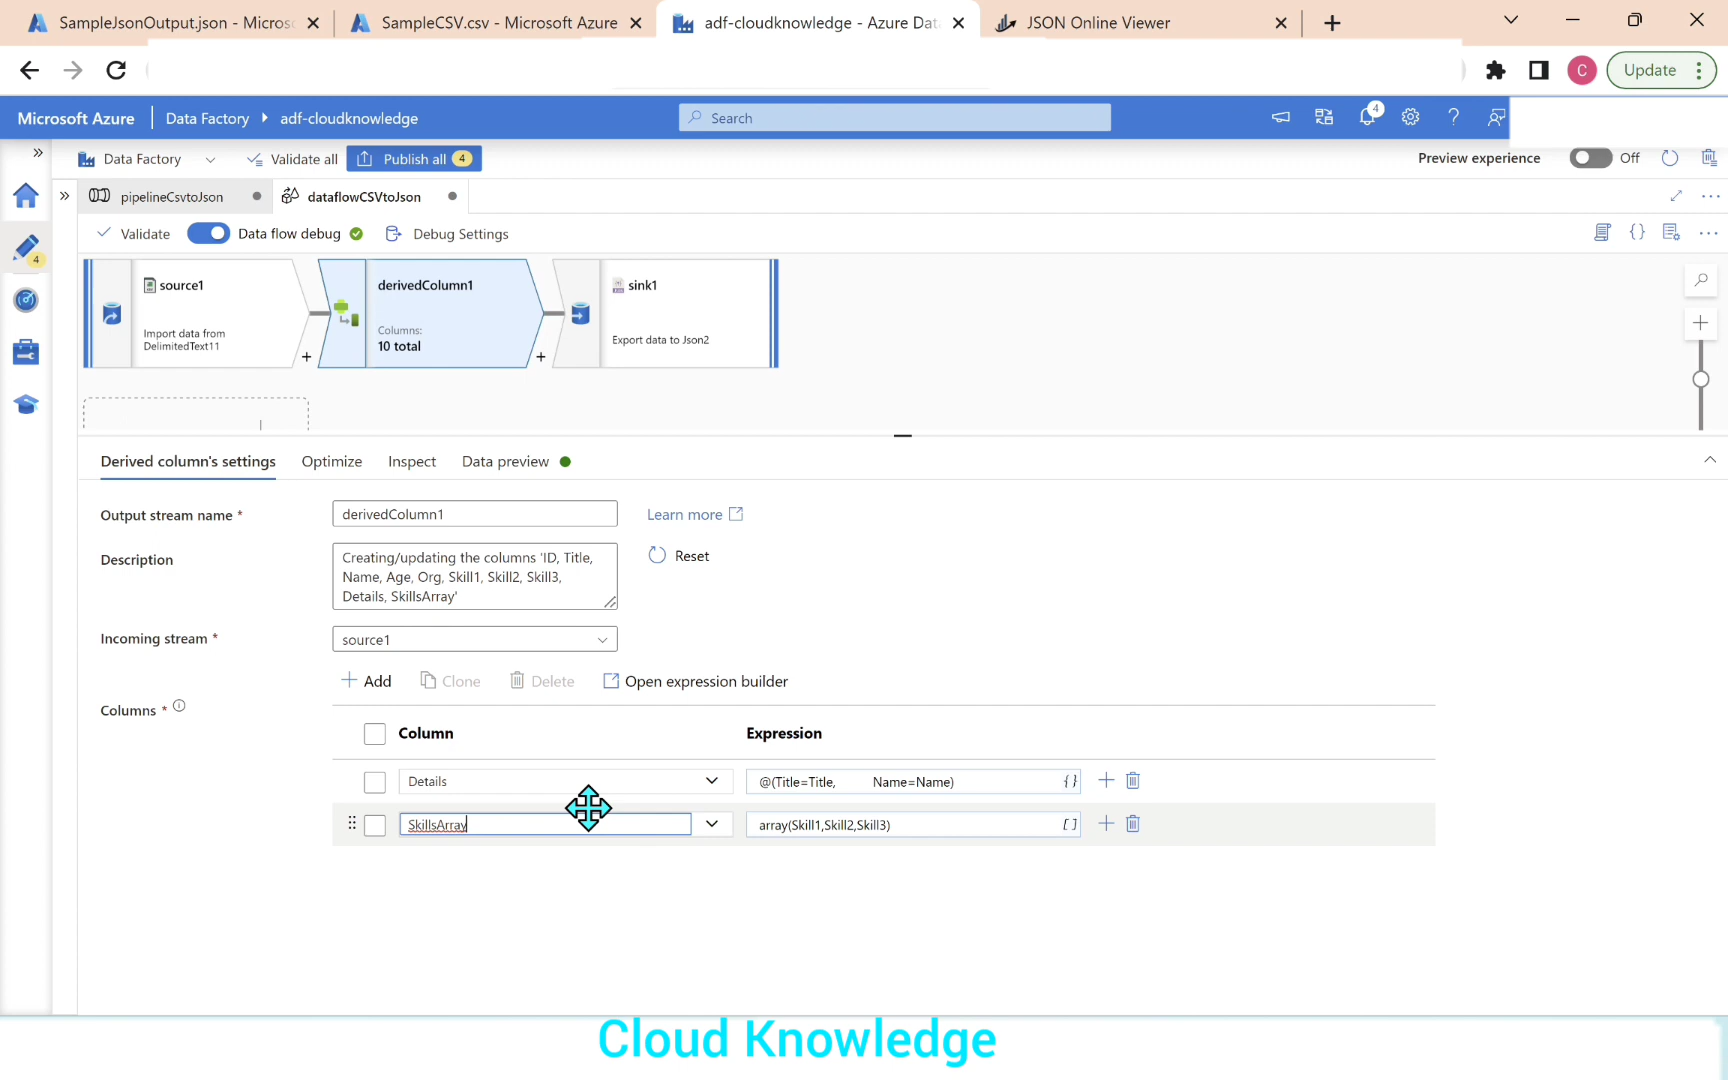 SampleJsonOutput.json - Micros
SampleCSV.csv - Microsoft Azure
adf-cloudknowledge - Azure Dat
JSON Online Viewer
C
Update
Microsoft Azure
Data Factory
adf-cloudknowledge
Search
4
Data Factory
Validate all
Publish all
4
Preview experience
Off
pipelineCsvtoJson
dataflowCSVtoJson
Validate
Data flow debug
Debug Settings
4
source1
Import data from
DelimitedText11
derivedColumn1
Columns:
10 total
sink1
Export data to Json2
Derived column's settings
Optimize
Inspect
Data preview
Output stream name *
derivedColumn1
Learn more
Description
Creating/updating the columns 'ID, Title,
Name, Age, Org, Skill1, Skill2, Skill3,
Details, SkillsArray'
Reset
Incoming stream *
source1
Add
Clone
Delete
Open expression builder
Columns *
Column
Expression
Details
@(Title=Title, Name=Name)
{}
SkillsArray
array(Skill1,Skill2,Skill3)
[]
Cloud Knowledge